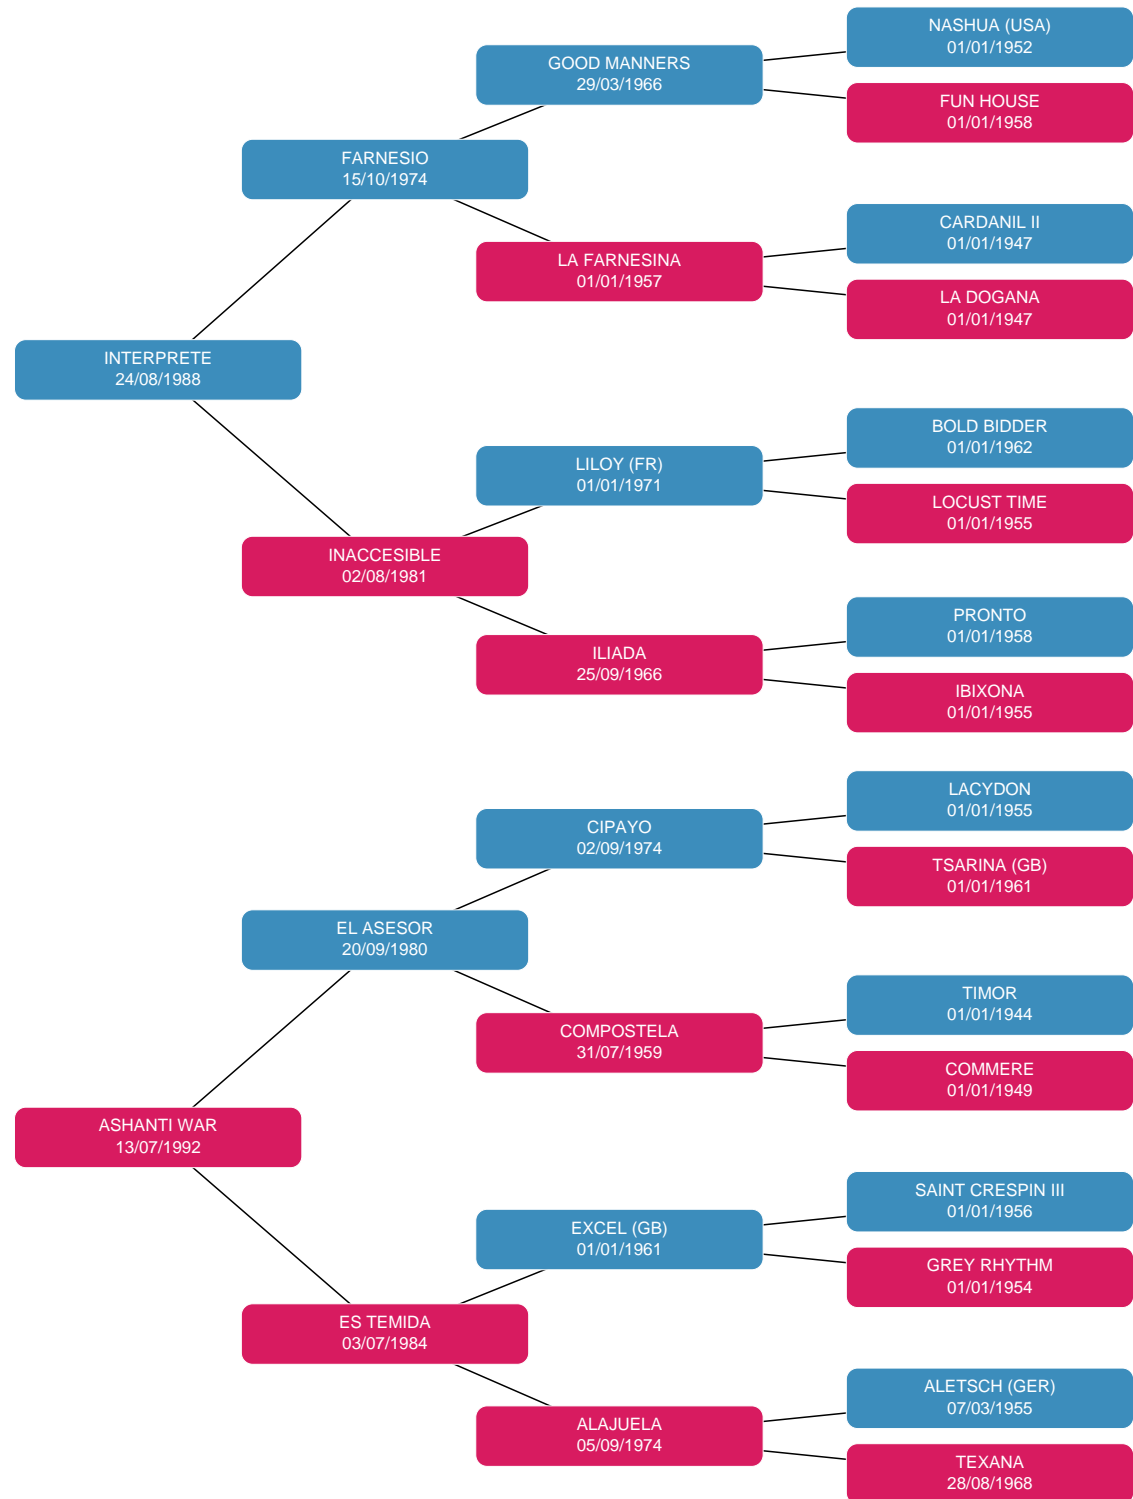 NASHUA (USA)
01/01/1952
GOOD MANNERS
29/03/1966
FUN HOUSE
01/01/1958
FARNESIO
15/10/1974
CARDANIL II
01/01/1947
LA FARNESINA
01/01/1957
LA DOGANA
01/01/1947
INTERPRETE
24/08/1988
BOLD BIDDER
01/01/1962
LILOY (FR)
01/01/1971
LOCUST TIME
01/01/1955
INACCESIBLE
02/08/1981
PRONTO
01/01/1958
ILIADA
25/09/1966
IBIXONA
01/01/1955
LACYDON
01/01/1955
CIPAYO
02/09/1974
TSARINA (GB)
01/01/1961
EL ASESOR
20/09/1980
TIMOR
01/01/1944
COMPOSTELA
31/07/1959
COMMERE
01/01/1949
ASHANTI WAR
13/07/1992
SAINT CRESPIN III
01/01/1956
EXCEL (GB)
01/01/1961
GREY RHYTHM
01/01/1954
ES TEMIDA
03/07/1984
ALETSCH (GER)
07/03/1955
ALAJUELA
05/09/1974
TEXANA
28/08/1968